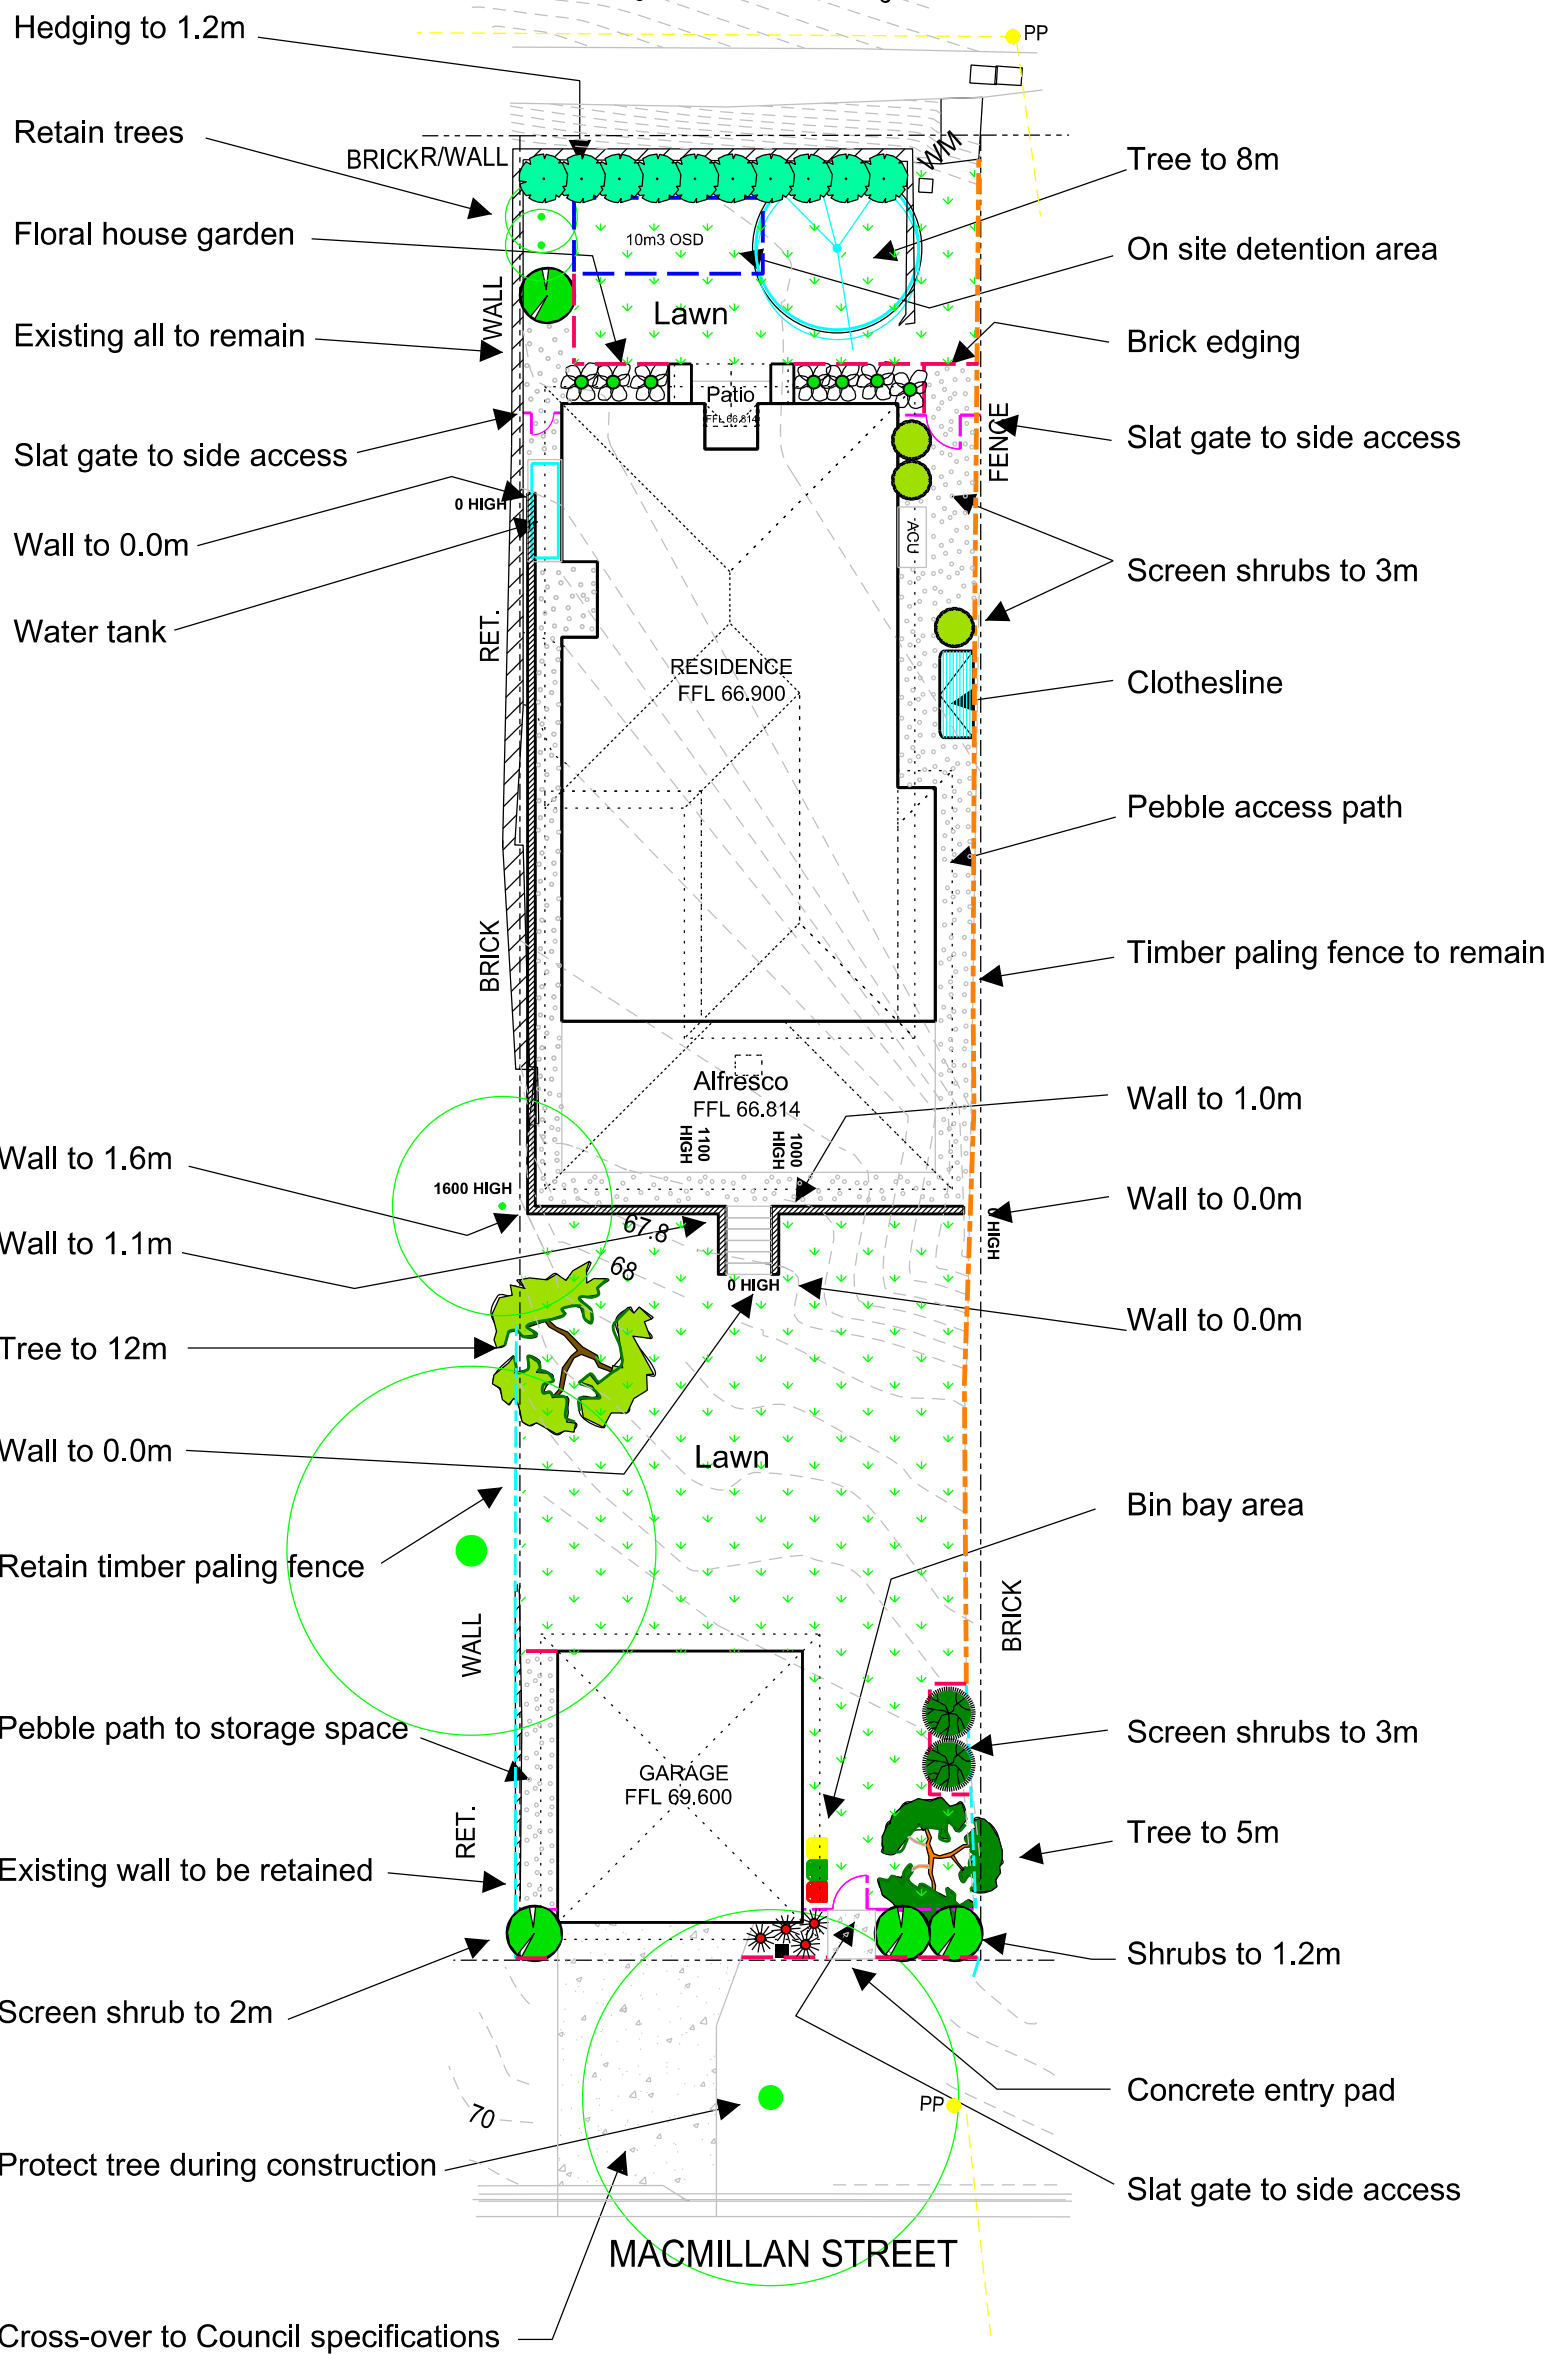 Hedging to 1.2m
PP
Retain trees
BRICK
R/WALL
WM
Tree to 8m
Floral house garden
10m3 OSD
On site detention area
WALL
Lawn
Existing all to remain
Brick edging
Patio
FFL 66.814
FENCE
Slat gate to side access
Slat gate to side access
0 HIGH
Wall to 0.0m
ACU
Screen shrubs to 3m
Water tank
RET.
RESIDENCE
FFL 66.900
Clothesline
Pebble access path
BRICK
Timber paling fence to remain
Alfresco
FFL 66.814
Wall to 1.0m
1100
HIGH
1000
HIGH
Wall to 1.6m
1600 HIGH
Wall to 0.0m
67.8
0 HIGH
Wall to 1.1m
68
0 HIGH
Wall to 0.0m
Tree to 12m
Wall to 0.0m
Lawn
Bin bay area
Retain timber paling fence
BRICK
WALL
Pebble path to storage space
Screen shrubs to 3m
GARAGE
FFL 69.600
RET.
Tree to 5m
Existing wall to be retained
Shrubs to 1.2m
Screen shrub to 2m
Concrete entry pad
PP
70
Protect tree during construction
Slat gate to side access
MACMILLAN STREET
Cross-over to Council specifications